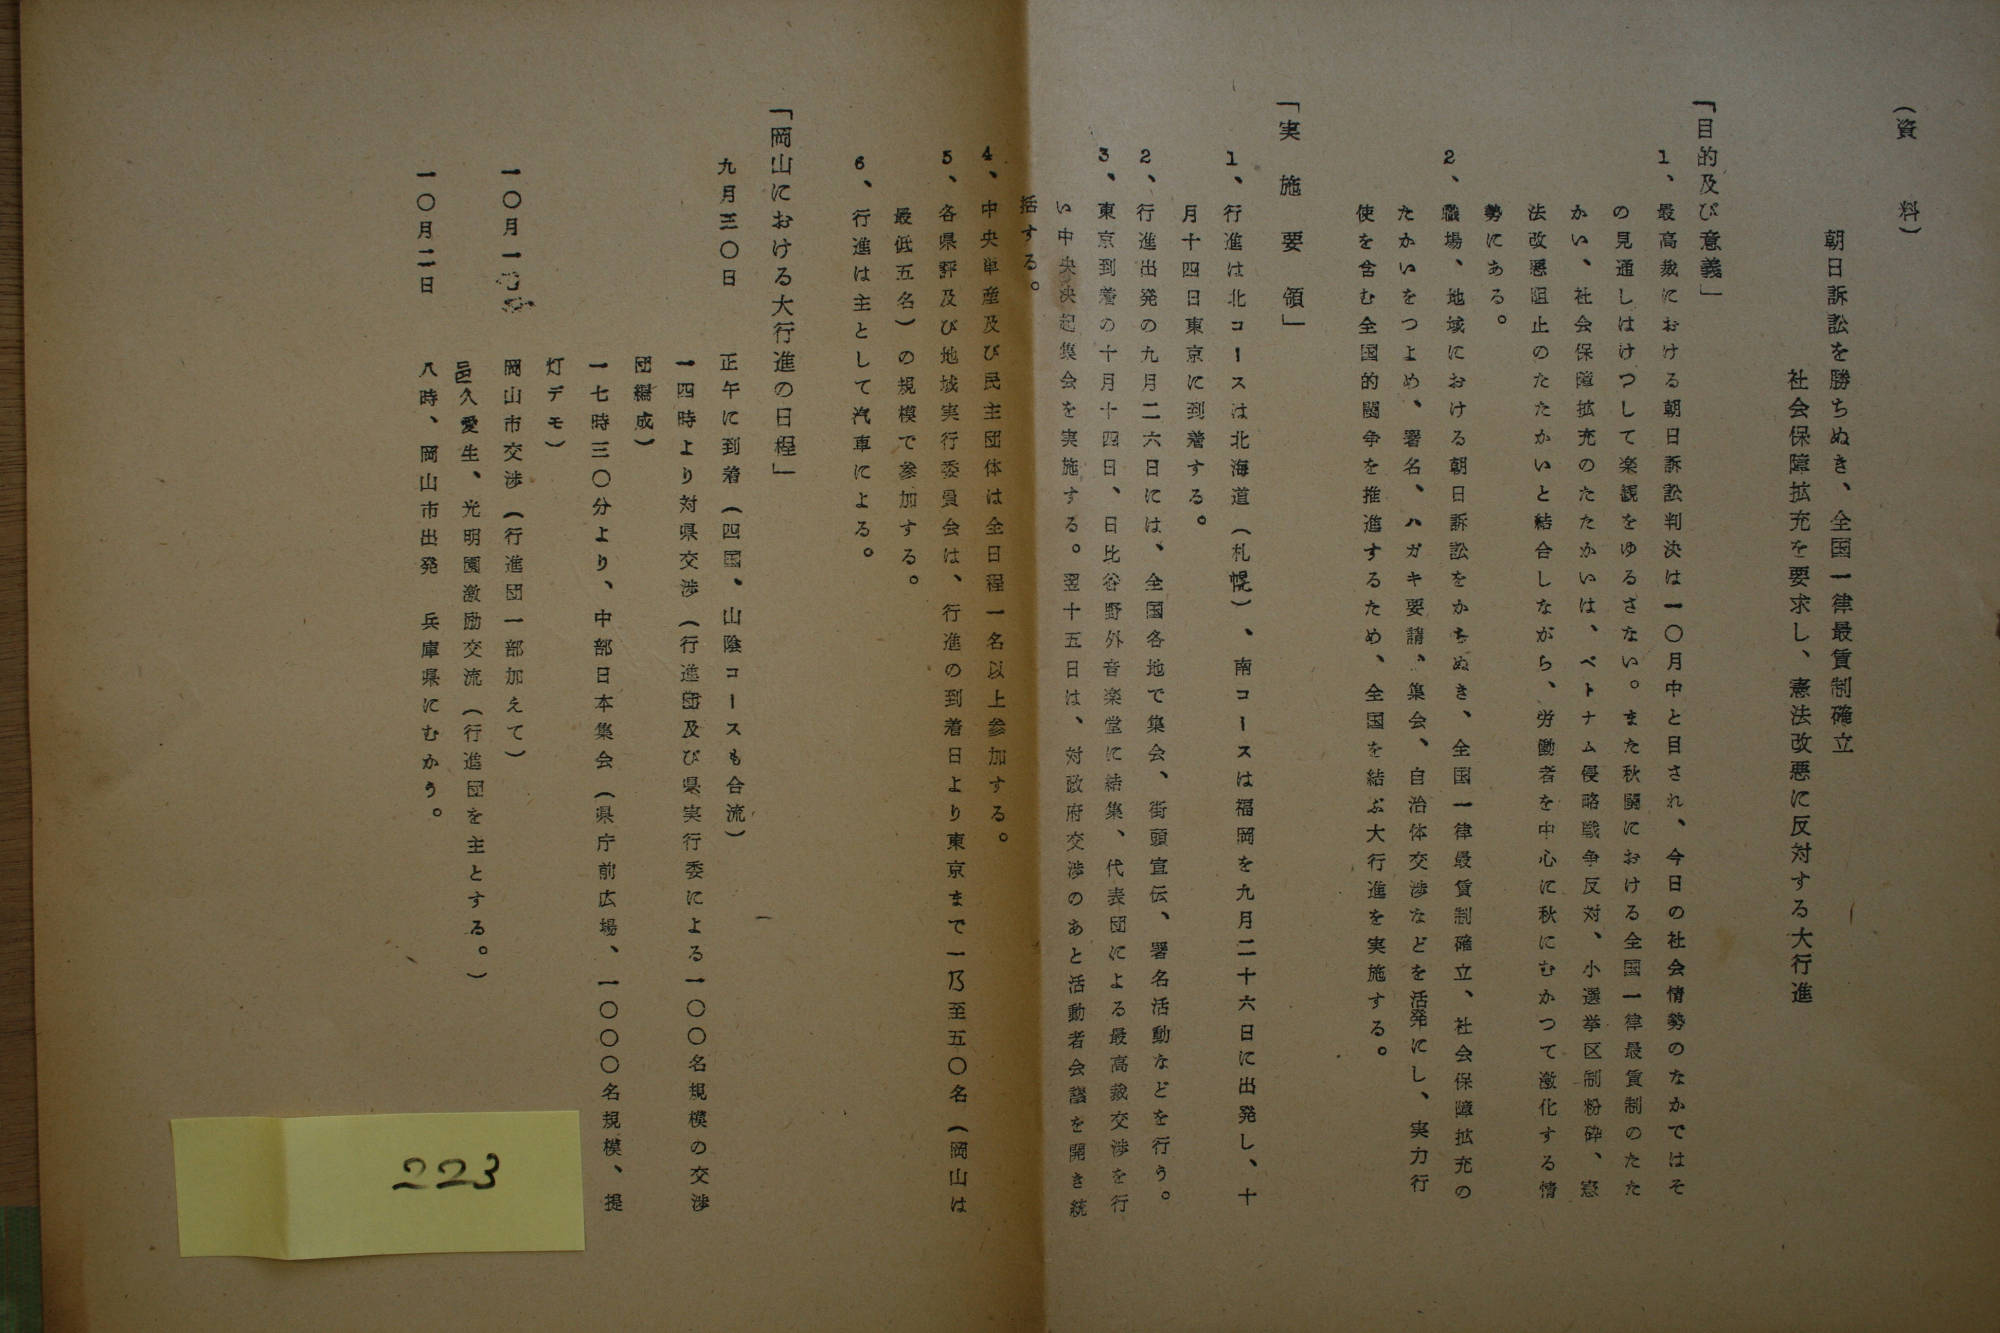 （資　料）
朝日訴訟を勝ちぬき、全国一律最賃制確立
社会保障拡充を要求し、憲法改悪に反対する大行進
「目的及び意義」
1、最高裁における朝日訴訟判決は一〇月中と目され、今日の社会情勢のなかではそ
の見通しはけつして楽観をゆるさない。また秋闘における全国一律最賃制のたた
かい、社会保障拡充のたたかいは、ベトナム侵略戦争反対、小選挙区制粉砕、憲
法改悪阻止のたたかいと結合しながら、労働者を中心に秋にむかつて激化する情
勢にある。
2、職場、地域における朝日訴訟をかちぬき、全国一律最賃制確立、社会保障拡充の
たかいをつよめ、署名、ハガキ要請、集会、自治体交渉などを活発にし、実力行
使を含む全国的闘争を推進するため、全国を結ぶ大行進を実施する。
「実　施　要　領」
1、行進は北コースは北海道（札幌）、南コースは福岡を九月二十六日に出発し、十
月十四日東京に到着する。
2、行進出発の九月二六日には、全国各地で集会、街頭宣伝、署名活動などを行う。
3、東京到着の十月十四日、日比谷野外音楽堂に結集、代表団による最高裁交渉を行
い中央決起集会を実施する。翌十五日は、対政府交渉のあと活動者会議を開き統
括する。
4、中央単産及び民主団体は全日程一名以上参加する。
5、各県評及び地域実行委員会は、行進の到着日より東京まで一乃至五〇名（岡山は
最低五名）の規模で参加する。
6、行進は主として汽車による。
「岡山における大行進の日程」
九月三〇日　正午に到着（四国、山陰コースも合流）
一四時より対県交渉（行進団及び県実行委による一〇〇名規模の交渉
団編成）
一七時三〇分より、中部日本集会（県庁前広場、一〇〇〇名規模、提
灯デモ）
一〇月一　岡山市交渉（行進団一部加えて）
邑久愛生、光明園激励交流（行進団を主とする。）
一〇月二日　八時、岡山市出発　兵庫県にむかう。
223